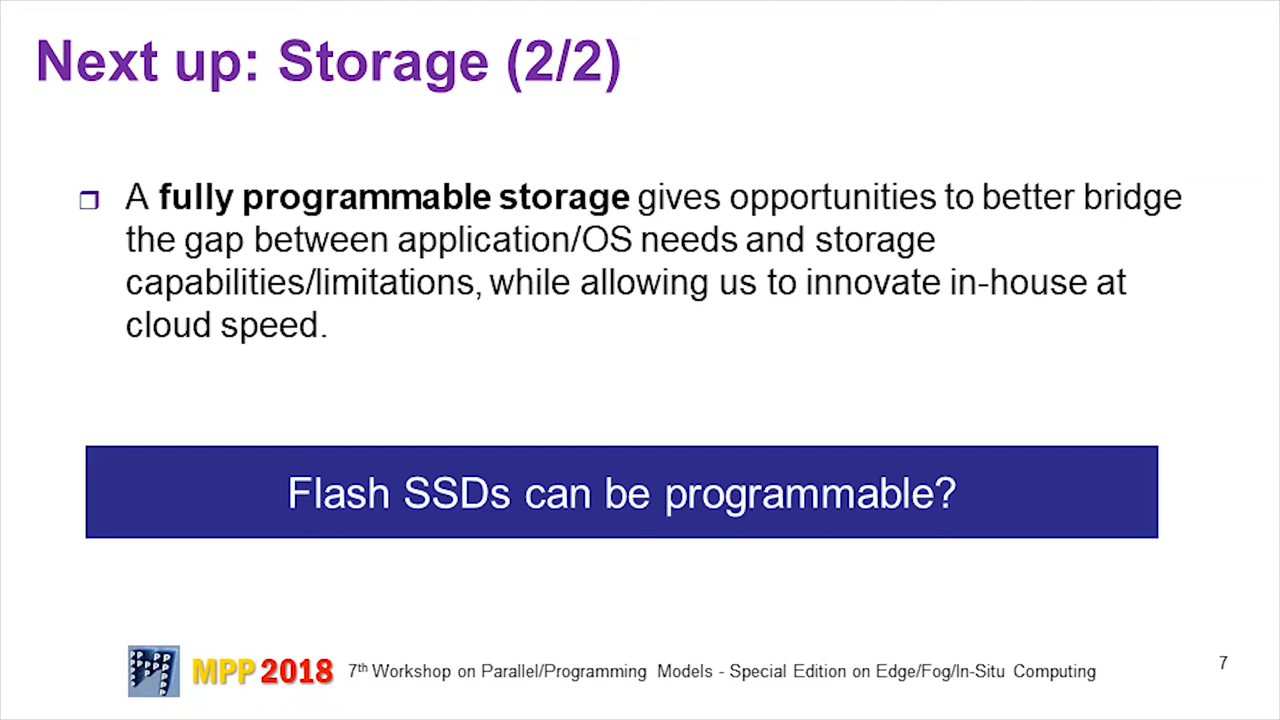 Next up: Storage (2/2)
A fully programmable storage gives opportunities to better bridge
the gap between application/OS needs and storage
capabilities/limitations, while allowing us to innovate in-house at
cloud speed.
Flash SSDs can be programmable?
MPP 2018 7th Workshop on Parallel/Programming Models - Special Edition on Edge/Fog/In-Situ Computing
7